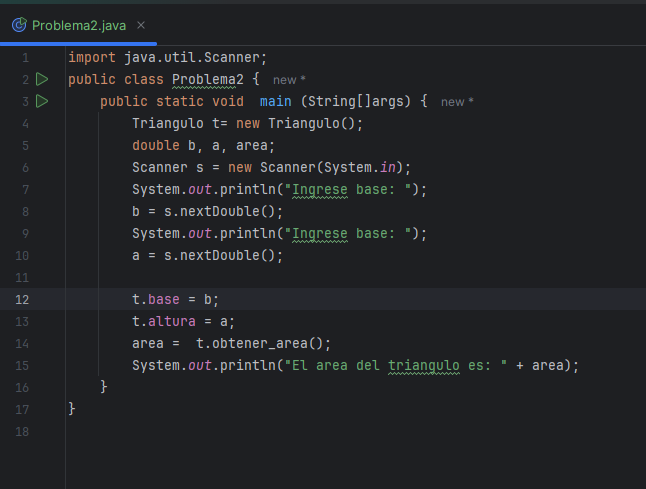 Problema2.java ×
1 import java.util.Scanner;
2 public class Problema2 { new *
3 public static void  main (String[]args) { new *
4 Triangulo t= new Triangulo();
5 double b, a, area;
6 Scanner s = new Scanner(System.in);
7 System.out.println("Ingrese base: ");
8 b = s.nextDouble();
9 System.out.println("Ingrese base: ");
10 a = s.nextDouble();
11
12 t.base = b;
13 t.altura = a;
14 area =  t.obtener_area();
15 System.out.println("El area del triangulo es: " + area);
16 }
17 }
18